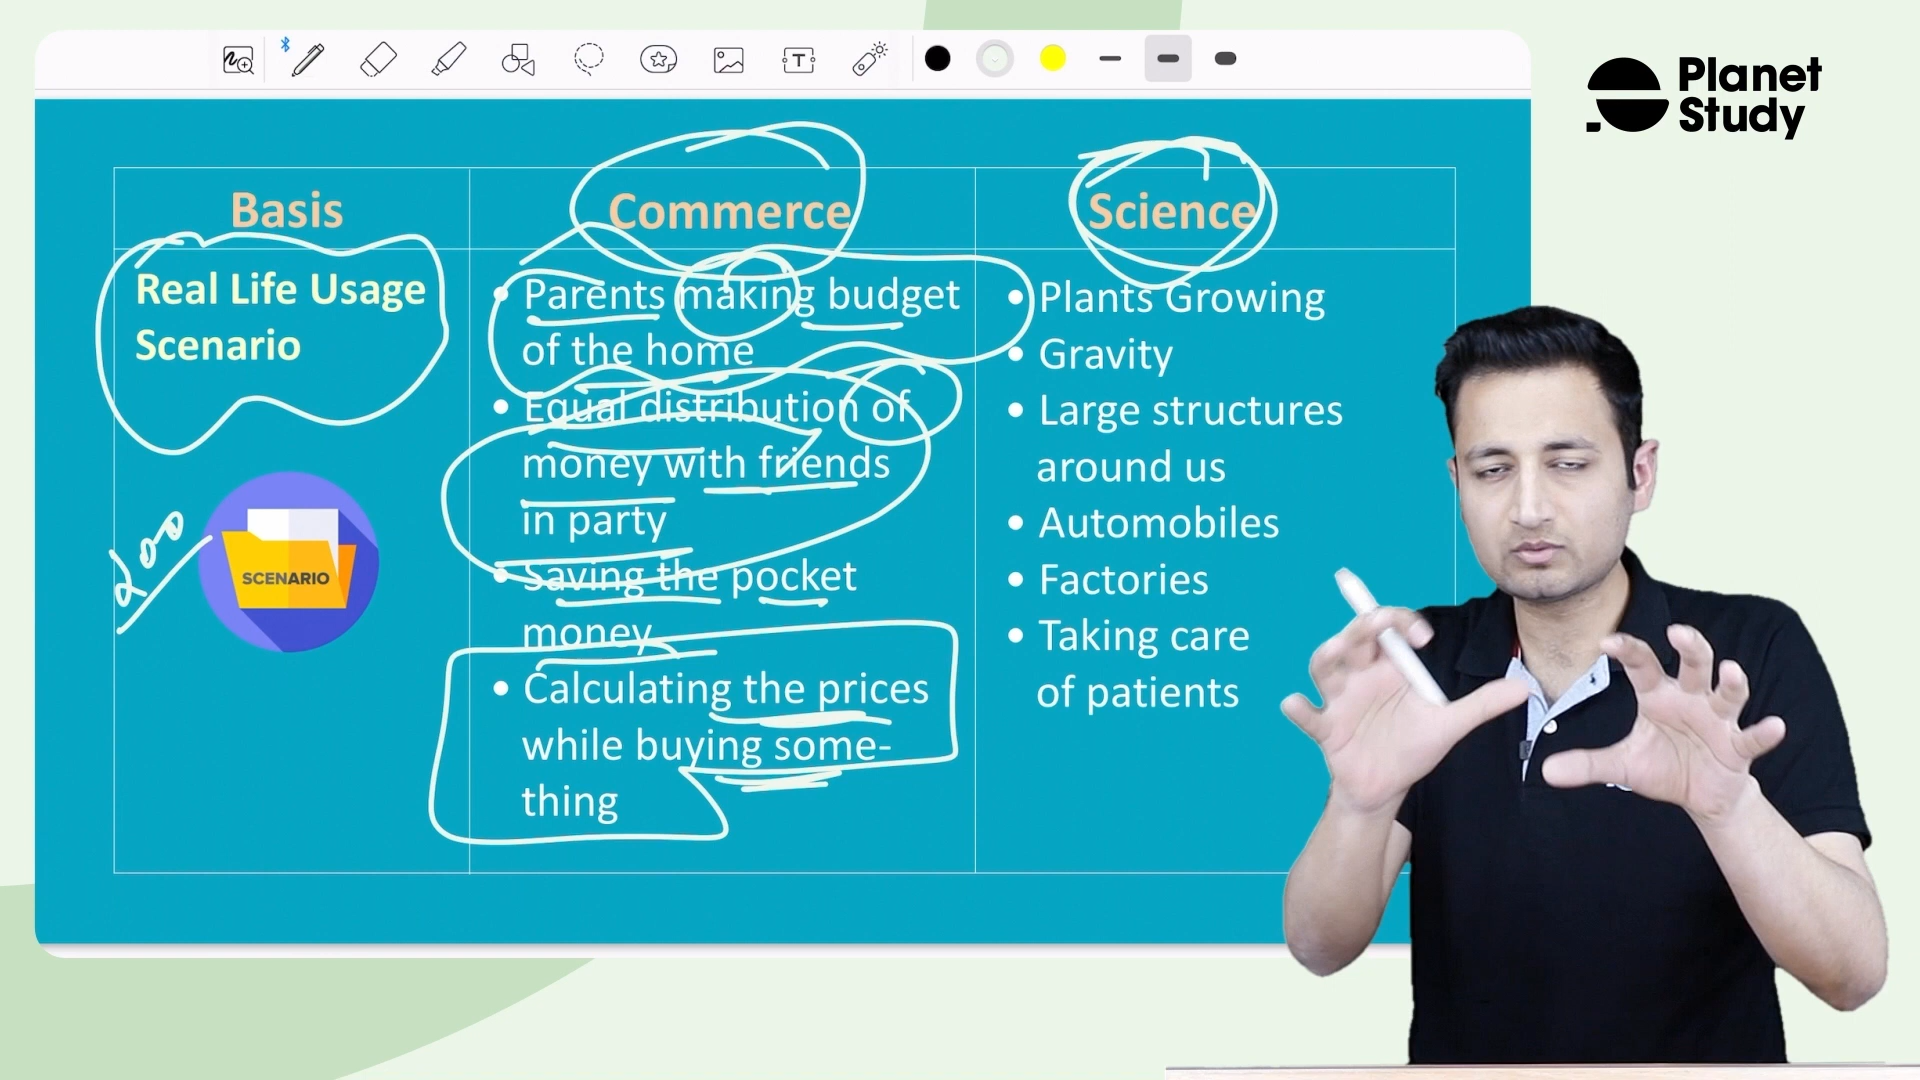 Planet
Study
Basis
Commerce
Science
Real Life Usage
Scenario
SCENARIO
200
• Parents making budget
of the home
• Equal distribution of
money with friends
in party
• Saving the pocket
money
• Calculating the prices
while buying some-
thing
• Plants Growing
• Gravity
• Large structures
around us
• Automobiles
• Factories
• Taking care
of patients